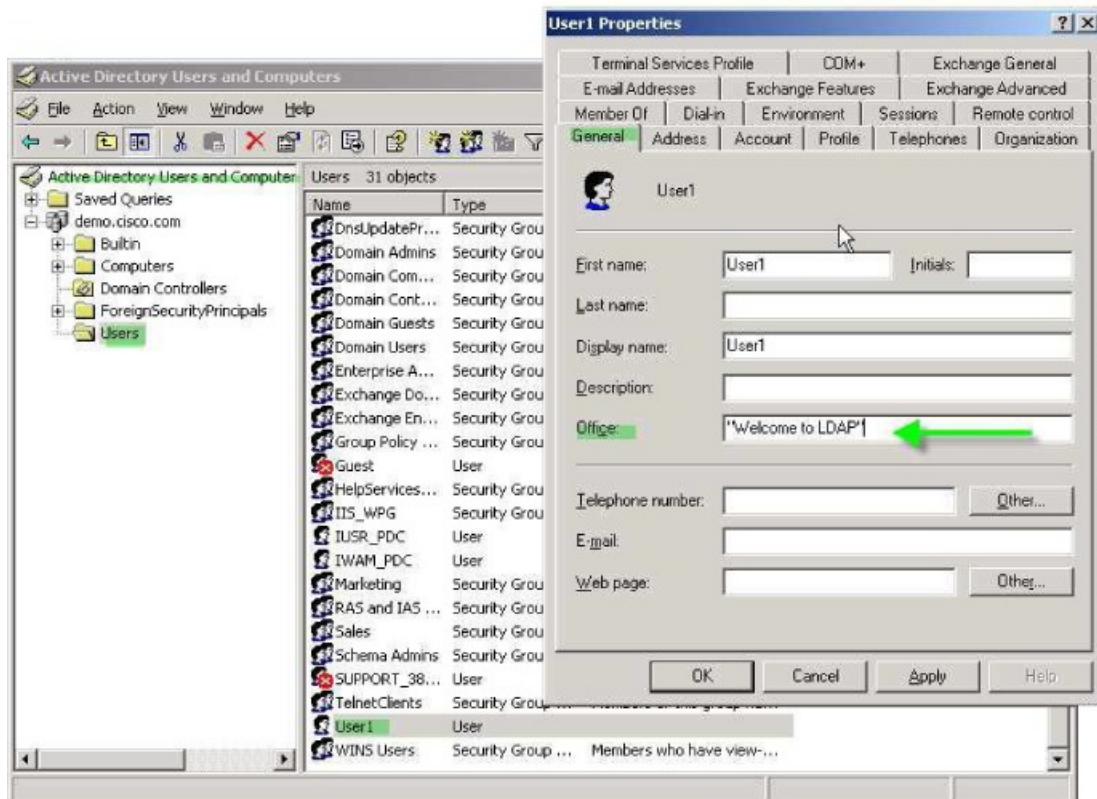 Active Directory Users and Computers
File Action View Window Help
Active Directory Users and Computer
Saved Queries
demo.cisco.com
Builtin
Computers
Domain Controllers
ForeignSecurityPrincipals
Users
Users 31 objects
Name Type
DnsUpdatePr... Security Grou
Domain Admins Security Grou
Domain Com... Security Grou
Domain Cont... Security Grou
Domain Guests Security Grou
Domain Users Security Grou
Enterprise A... Security Grou
Exchange Do... Security Grou
Exchange En... Security Grou
Group Policy ... Security Grou
Guest User
HelpServices... Security Grou
IIS_WPG Security Grou
IUSR_PDC User
IWAM_PDC User
Marketing Security Grou
RAS and IAS ... Security Grou
Sales Security Grou
Schema Admins Security Grou
SUPPORT_38... User
TelnetClients Security Group ... Members of this group ha...
User1 User
WINS Users Security Group ... Members who have view-...
User1 Properties
Terminal Services Profile COM+ Exchange General
E-mail Addresses Exchange Features Exchange Advanced
Member Of Dial-in Environment Sessions Remote control
General Address Account Profile Telephones Organization
User1
First name: User1 Initials:
Last name:
Display name: User1
Description:
Office: "Welcome to LDAP"
Telephone number: Other...
E-mail:
Web page: Other...
OK Cancel Apply Help